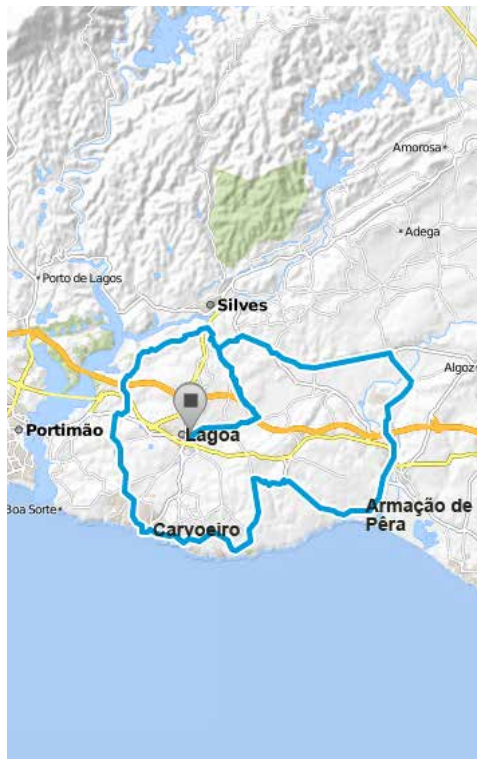 Amorosa
Adega
Porto de Lagos
Silves
Algoz
Portimão
Lagoa
Boa Sorte
Carvoeiro
Armação de
Pêra